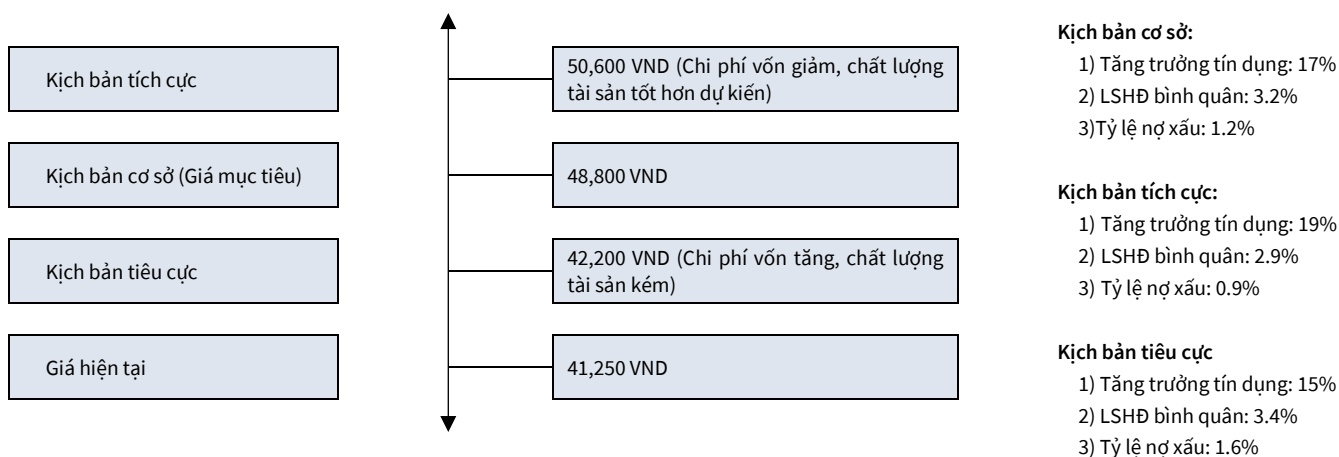 Kịch bản tích cực
50,600 VND (Chi phí vốn giảm, chất lượng
tài sản tốt hơn dự kiến)
Kịch bản cơ sở (Giá mục tiêu)
48,800 VND
Kịch bản tiêu cực
42,200 VND (Chi phí vốn tăng, chất lượng
tài sản kém)
Giá hiện tại
41,250 VND
Kịch bản cơ sở:
1) Tăng trưởng tín dụng: 17%
2) LSHĐ bình quân: 3.2%
3)Tỷ lệ nợ xấu: 1.2%
Kịch bản tích cực:
1) Tăng trưởng tín dụng: 19%
2) LSHĐ bình quân: 2.9%
3) Tỷ lệ nợ xấu: 0.9%
Kịch bản tiêu cực
1) Tăng trưởng tín dụng: 15%
2) LSHĐ bình quân: 3.4%
3) Tỷ lệ nợ xấu: 1.6%